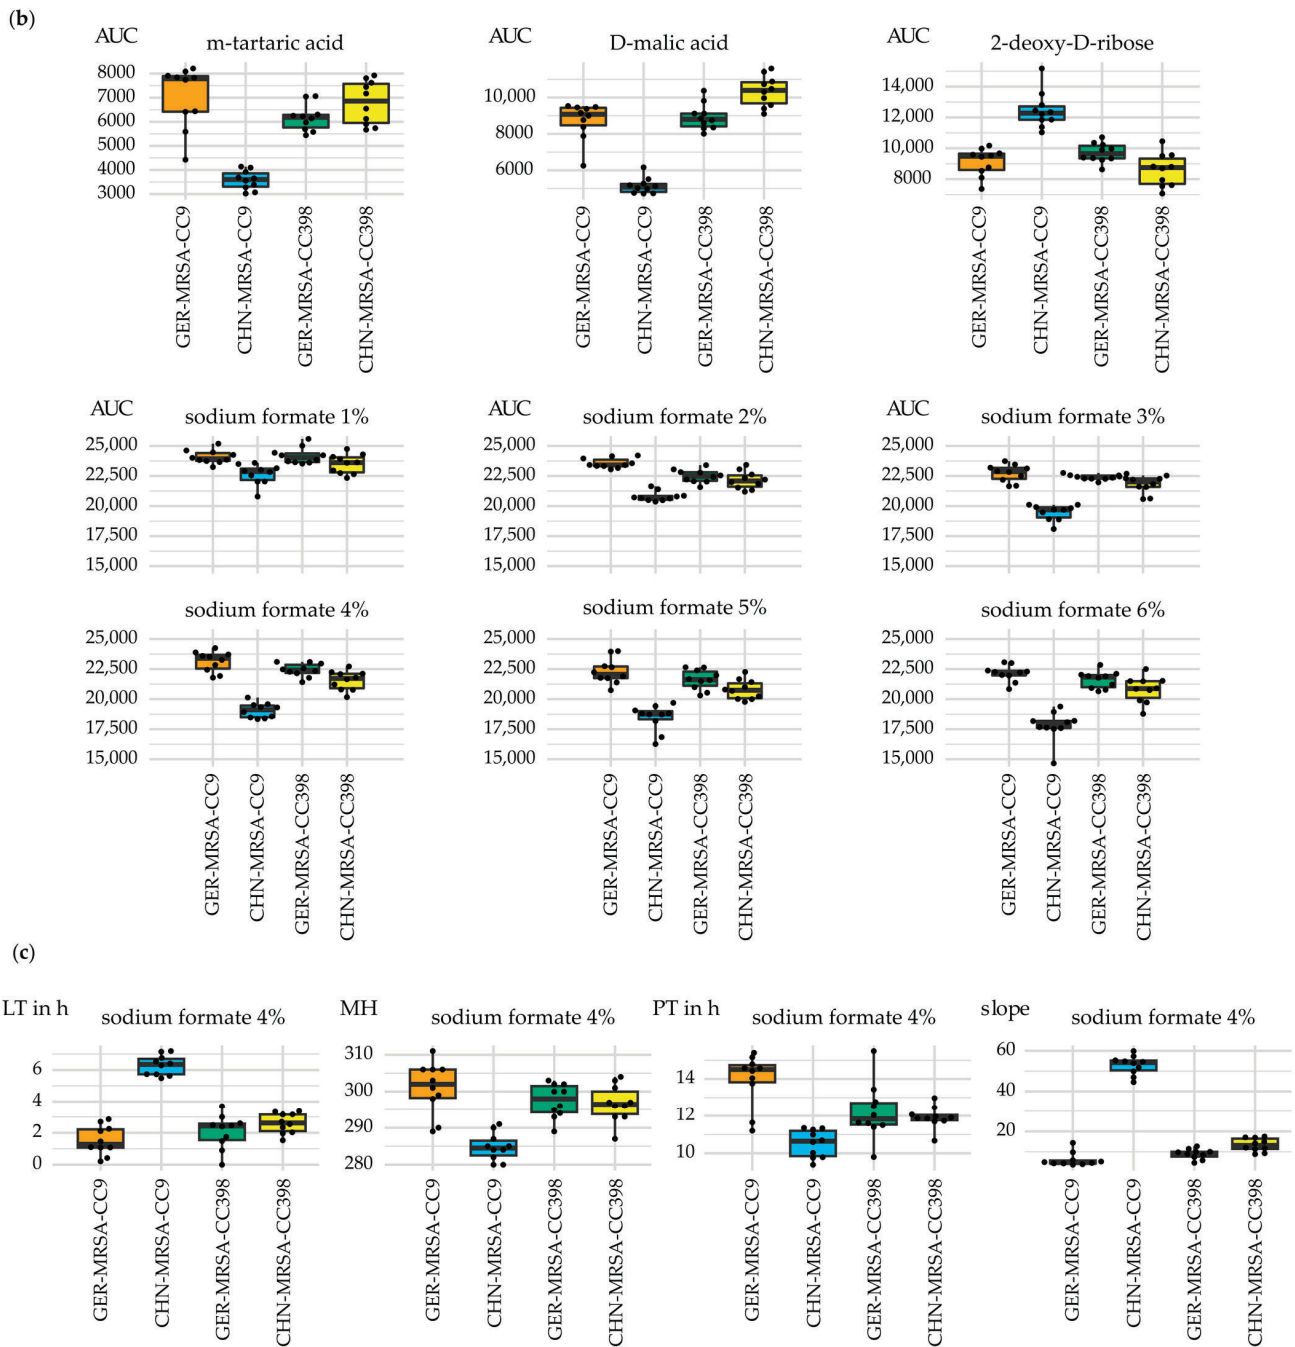 (b)
AUC
m-tartaric acid
8000
7000
6000
5000
4000
3000
GER-MRSA-CC9
CHN-MRSA-CC9
GER-MRSA-CC398
CHN-MRSA-CC398
AUC
D-malic acid
10,000
8000
6000
GER-MRSA-CC9
CHN-MRSA-CC9
GER-MRSA-CC398
CHN-MRSA-CC398
AUC
2-deoxy-D-ribose
14,000
12,000
10,000
8000
GER-MRSA-CC9
CHN-MRSA-CC9
GER-MRSA-CC398
CHN-MRSA-CC398
AUC
sodium formate 1%
25,000
22,500
20,000
17,500
15,000
AUC
sodium formate 2%
25,000
22,500
20,000
17,500
15,000
AUC
sodium formate 3%
25,000
22,500
20,000
17,500
15,000
sodium formate 4%
25,000
22,500
20,000
17,500
15,000
GER-MRSA-CC9
CHN-MRSA-CC9
GER-MRSA-CC398
CHN-MRSA-CC398
sodium formate 5%
25,000
22,500
20,000
17,500
15,000
GER-MRSA-CC9
CHN-MRSA-CC9
GER-MRSA-CC398
CHN-MRSA-CC398
sodium formate 6%
25,000
22,500
20,000
17,500
15,000
GER-MRSA-CC9
CHN-MRSA-CC9
GER-MRSA-CC398
CHN-MRSA-CC398
(c)
LT in h
sodium formate 4%
6
4
2
0
GER-MRSA-CC9
CHN-MRSA-CC9
GER-MRSA-CC398
CHN-MRSA-CC398
MH
sodium formate 4%
310
300
290
280
GER-MRSA-CC9
CHN-MRSA-CC9
GER-MRSA-CC398
CHN-MRSA-CC398
PT in h
sodium formate 4%
14
12
10
GER-MRSA-CC9
CHN-MRSA-CC9
GER-MRSA-CC398
CHN-MRSA-CC398
slope
sodium formate 4%
60
40
20
GER-MRSA-CC9
CHN-MRSA-CC9
GER-MRSA-CC398
CHN-MRSA-CC398